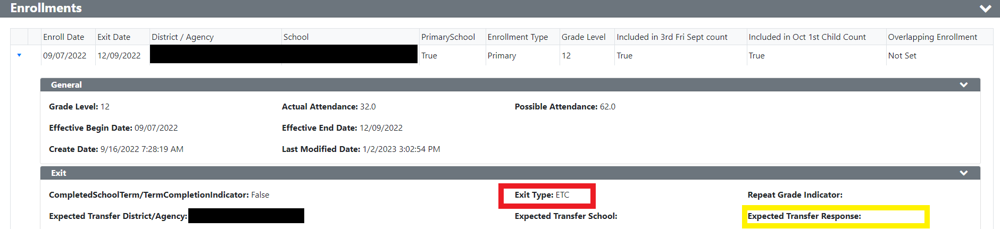 Enrollments
Enroll Date Exit Date District / Agency School PrimarySchool Enrollment Type Grade Level Included in 3rd Fri Sept count Included in Oct 1st Child Count Overlapping Enrollment
09/07/2022 12/09/2022 True Primary 12 True True Not Set
General
Grade Level: 12 Actual Attendance: 32.0 Possible Attendance: 62.0
Effective Begin Date: 09/07/2022 Effective End Date: 12/09/2022
Create Date: 9/16/2022 7:28:19 AM Last Modified Date: 1/2/2023 3:02:54 PM
Exit
CompletedSchoolTerm/TermCompletionIndicator: False Exit Type: ETC Repeat Grade Indicator:
Expected Transfer District/Agency: Expected Transfer School: Expected Transfer Response: